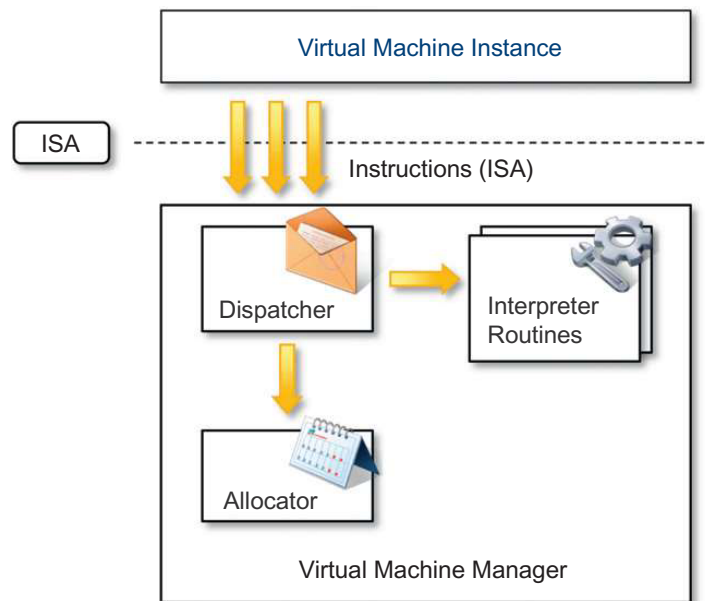 Virtual Machine Instance
ISA
Instructions (ISA)
Dispatcher
Interpreter
Routines
Allocator
Virtual Machine Manager